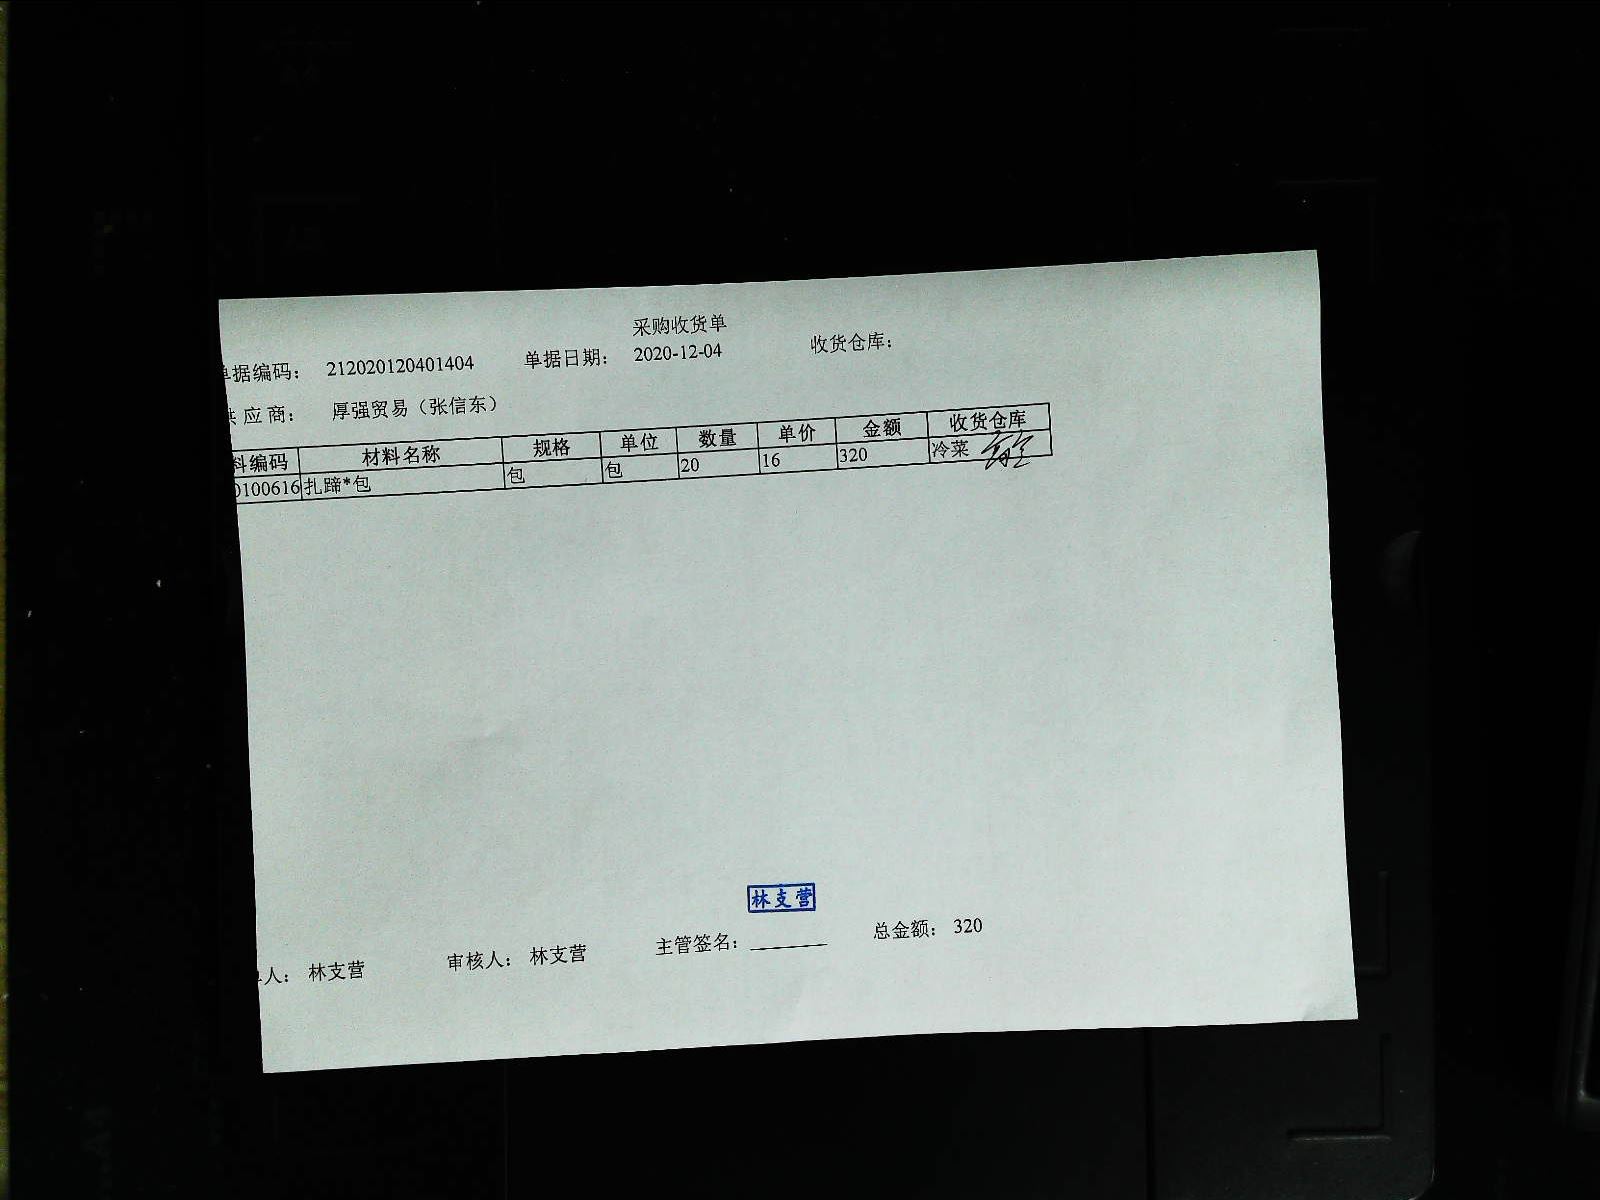 采购收货单
单据编码： 212020120401404 单据日期： 2020-12-04 收货仓库：
供应商： 厚强贸易（张信东）
料编码 材料名称 规格 单位 数量 单价 金额 收货仓库
0100616 扎蹄*包 包 包 20 16 320 冷菜
林支营
人： 林支营 审核人： 林支营 主管签名： 总金额： 320